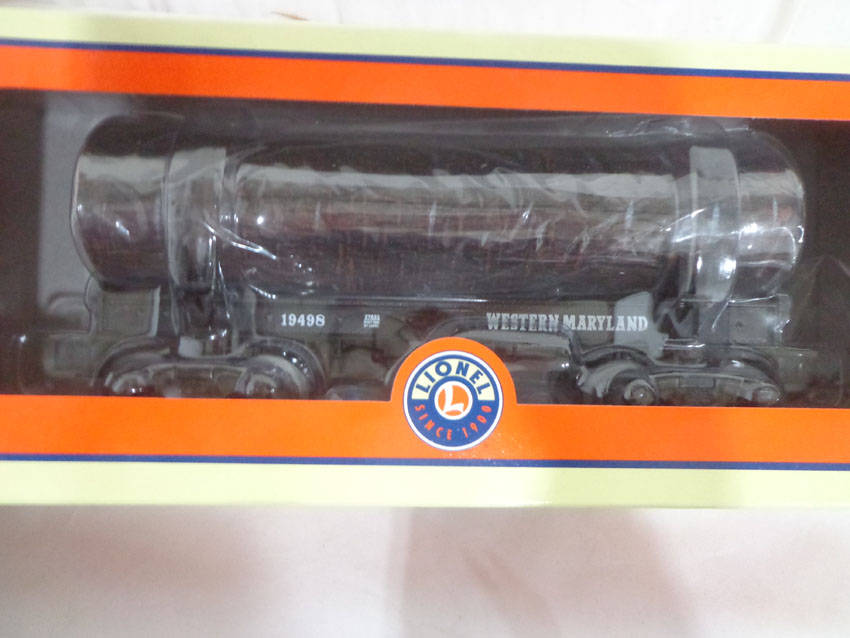 19498
WESTERN MARYLAND
LIONEL
L
SINCE 1900